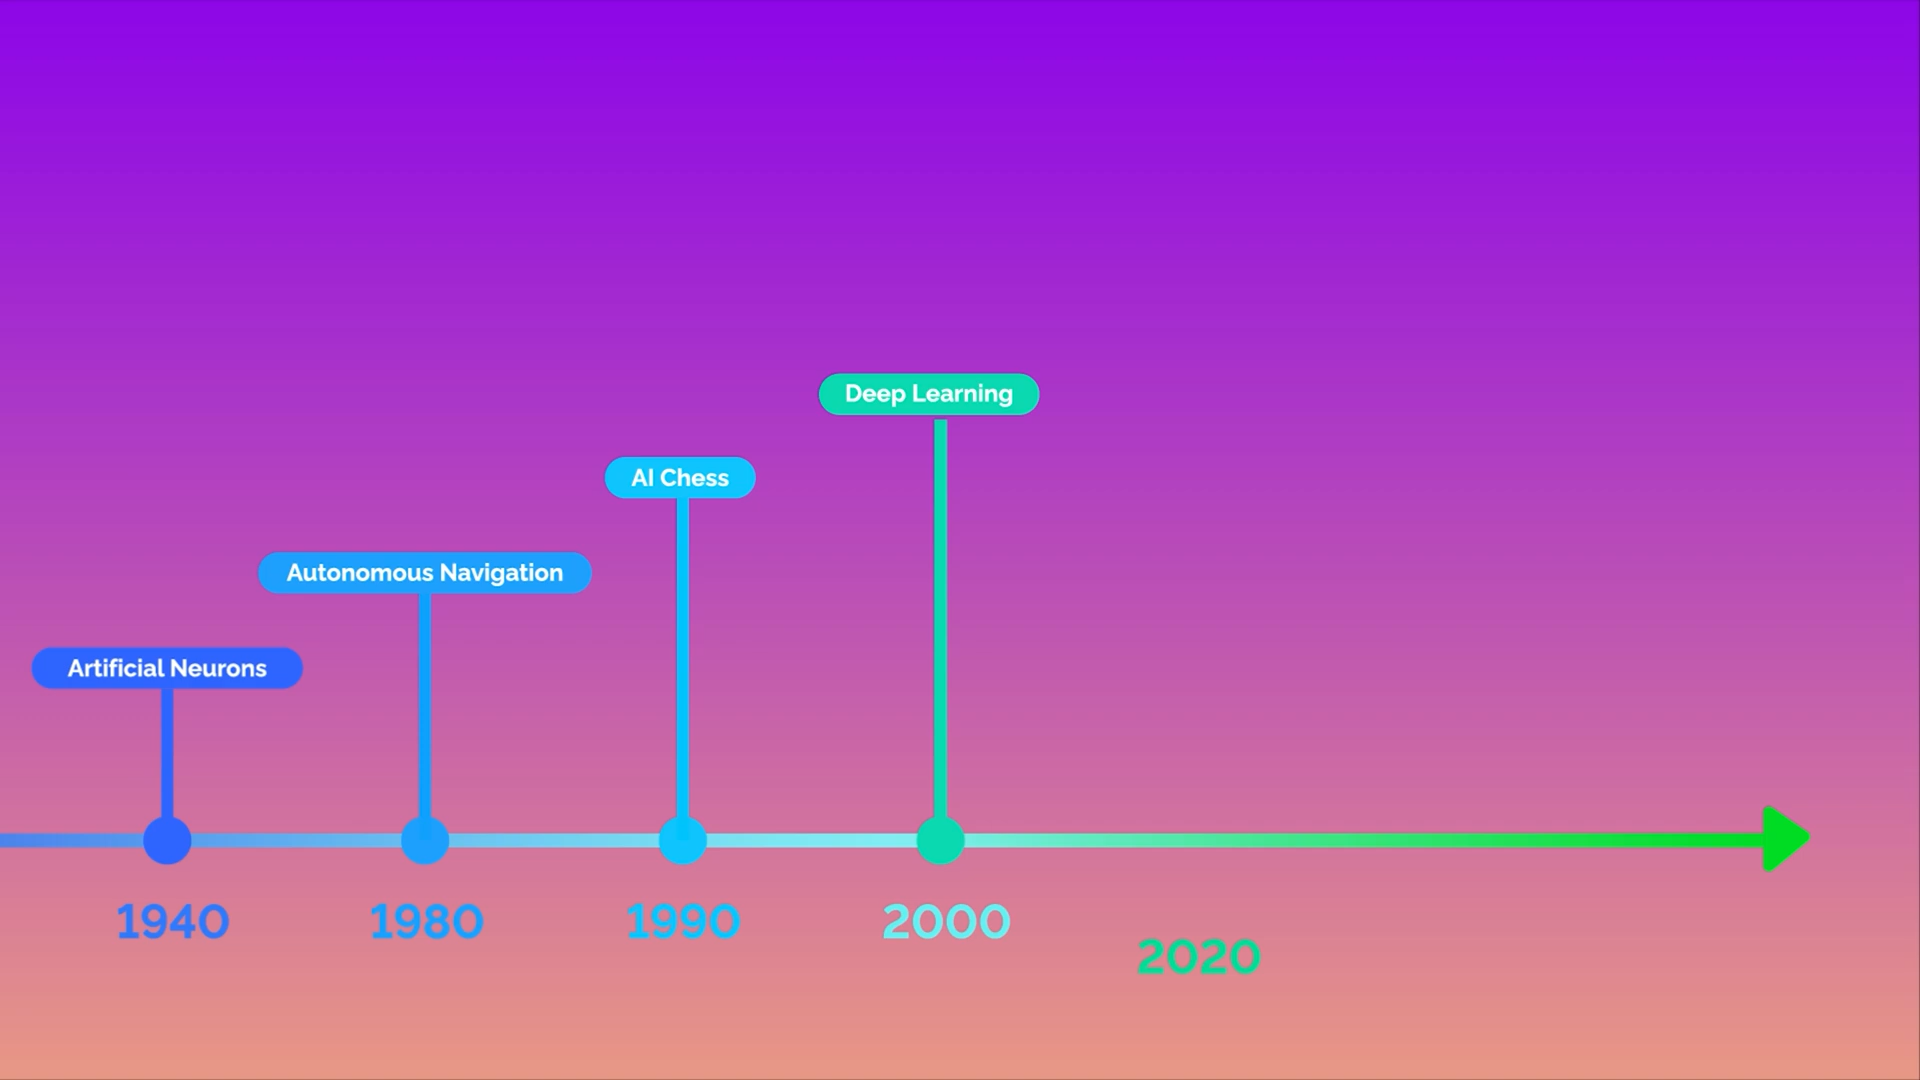 Deep Learning
AI Chess
Autonomous Navigation
Artificial Neurons
1940
1980
1990
2000
2020